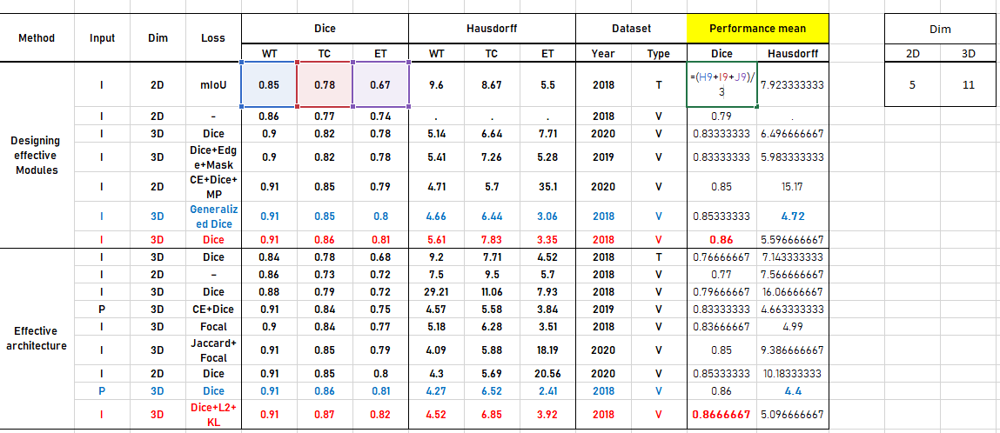 Method Input Dim Loss Dice Hausdorff Dataset Performance mean Dim
WT TC ET WT TC ET Year Type Dice Hausdorff 2D 3D
Designing effective Modules
I 2D mIoU 0.85 0.78 0.67 9.6 8.67 5.5 2018 T =(H9+I9+J9)/3 7.923333333 5 11
I 2D - 0.86 0.77 0.74 . . . 2018 V 0.79 .
I 3D Dice 0.9 0.82 0.78 5.14 6.64 7.71 2020 V 0.83333333 6.496666667
I 3D Dice+Edge+Mask 0.9 0.82 0.78 5.41 7.26 5.28 2019 V 0.83333333 5.983333333
I 2D CE+Dice+MP 0.91 0.85 0.79 4.71 5.7 35.1 2020 V 0.85 15.17
I 3D Generalized Dice 0.91 0.85 0.8 4.66 6.44 3.06 2018 V 0.85333333 4.72
I 3D Dice 0.91 0.86 0.81 5.61 7.83 3.35 2018 V 0.86 5.596666667
Effective architecture
I 3D Dice 0.84 0.78 0.68 9.2 7.71 4.52 2018 T 0.76666667 7.143333333
I 2D - 0.86 0.73 0.72 7.5 9.5 5.7 2018 V 0.77 7.566666667
I 3D Dice 0.88 0.79 0.72 29.21 11.06 7.93 2018 V 0.79666667 16.06666667
P 3D CE+Dice 0.91 0.84 0.75 4.57 5.58 3.84 2019 V 0.83333333 4.663333333
I 3D Focal 0.9 0.84 0.77 5.18 6.28 3.51 2018 V 0.83666667 4.99
I 3D Jaccard+Focal 0.91 0.85 0.79 4.09 5.88 18.19 2020 V 0.85 9.386666667
I 2D Dice 0.91 0.85 0.8 4.3 5.69 20.56 2020 V 0.85333333 10.18333333
P 3D Dice 0.91 0.86 0.81 4.27 6.52 2.41 2018 V 0.86 4.4
I 3D Dice+L2+KL 0.91 0.87 0.82 4.52 6.85 3.92 2018 V 0.8666667 5.096666667